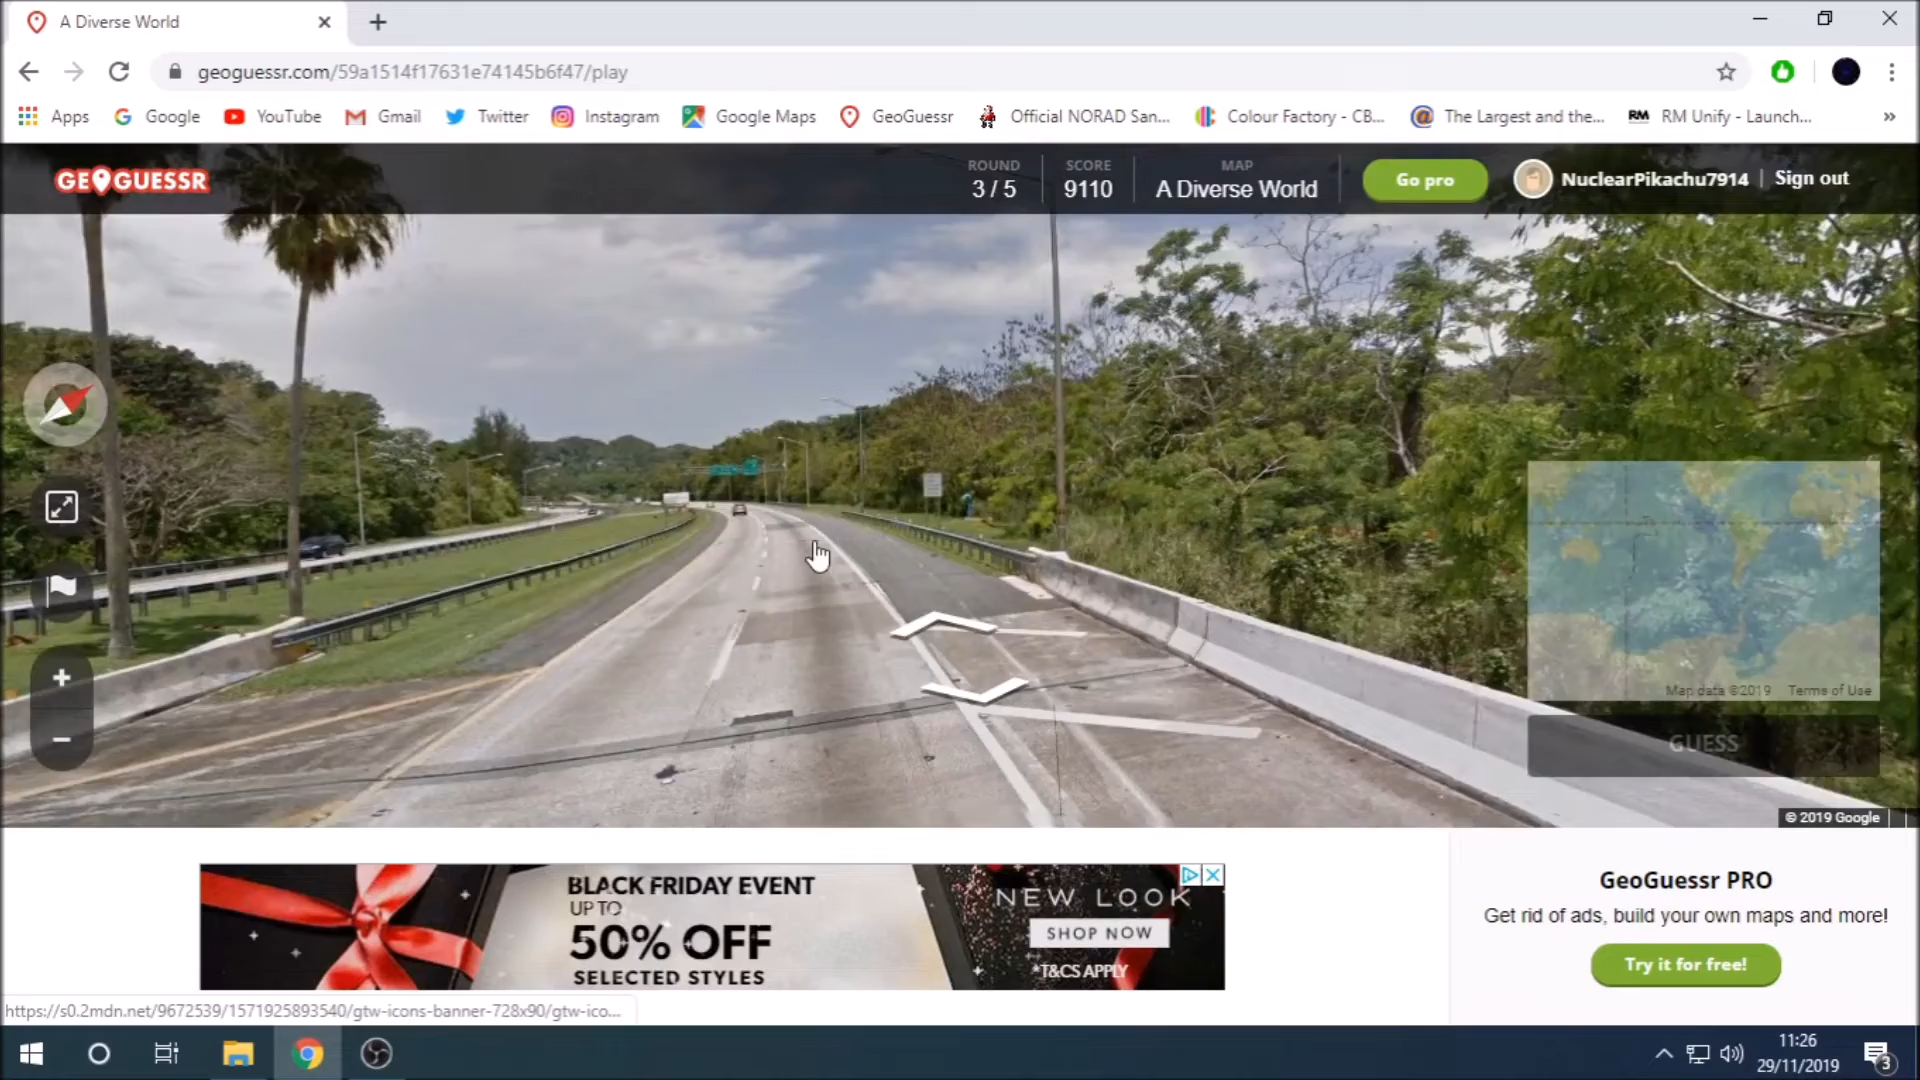 A Diverse World
geoguessr.com/59a1514f17631e74145b6f47/play
Apps
Google
YouTube
Gmail
Twitter
Instagram
Google Maps
GeoGuessr
Official NORAD San...
Colour Factory - CB...
The Largest and the...
RM
RM Unify - Launch...
»
GEOGUESSR
ROUND
3 / 5
SCORE
9110
MAP
A Diverse World
Go pro
NuclearPikachu7914 | Sign out
Map data ©2019
Terms of Use
GUESS
© 2019 Google
BLACK FRIDAY EVENT
UP TO
50% OFF
SELECTED STYLES
NEW LOOK
SHOP NOW
*T&CS APPLY
GeoGuessr PRO
Get rid of ads, build your own maps and more!
Try it for free!
https://s0.2mdn.net/9672539/1571925893540/gtw-icons-banner-728x90/gtw-ico...
11:26
29/11/2019
3